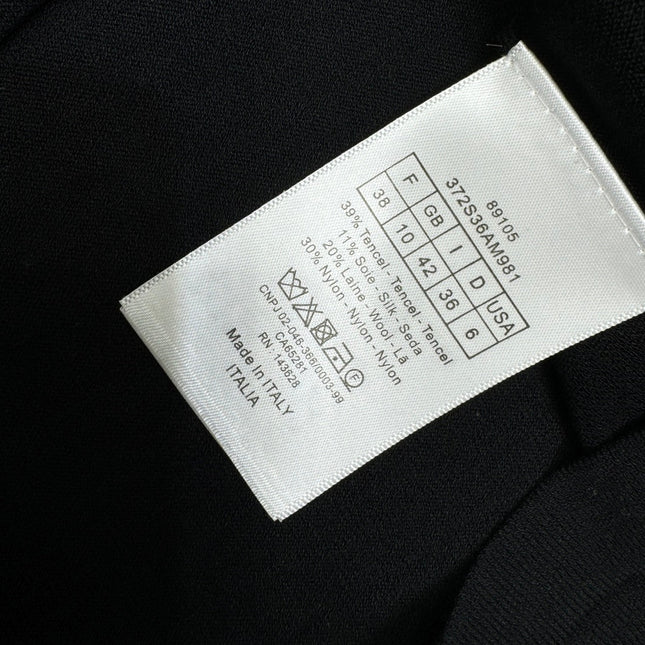 89105
372S36AM981
F GB I D USA
38 10 42 36 6
39% Tencel - Tencel - Tencel
11% Soie - Silk - Seda
20% Laine - Wool - Lã
30% Nylon - Nylon - Nylon
F
CNPJ 02-046-366/0003-99
CA65281
RN : 143628
Made in ITALY
ITALIA